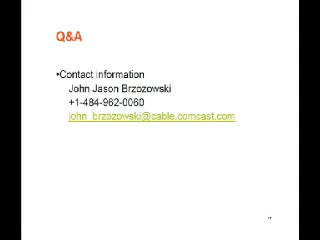 Q&A
•Contact information
John Jason Brzozowski
+1-484-962-0060
john_brzozowski@cable.comcast.com